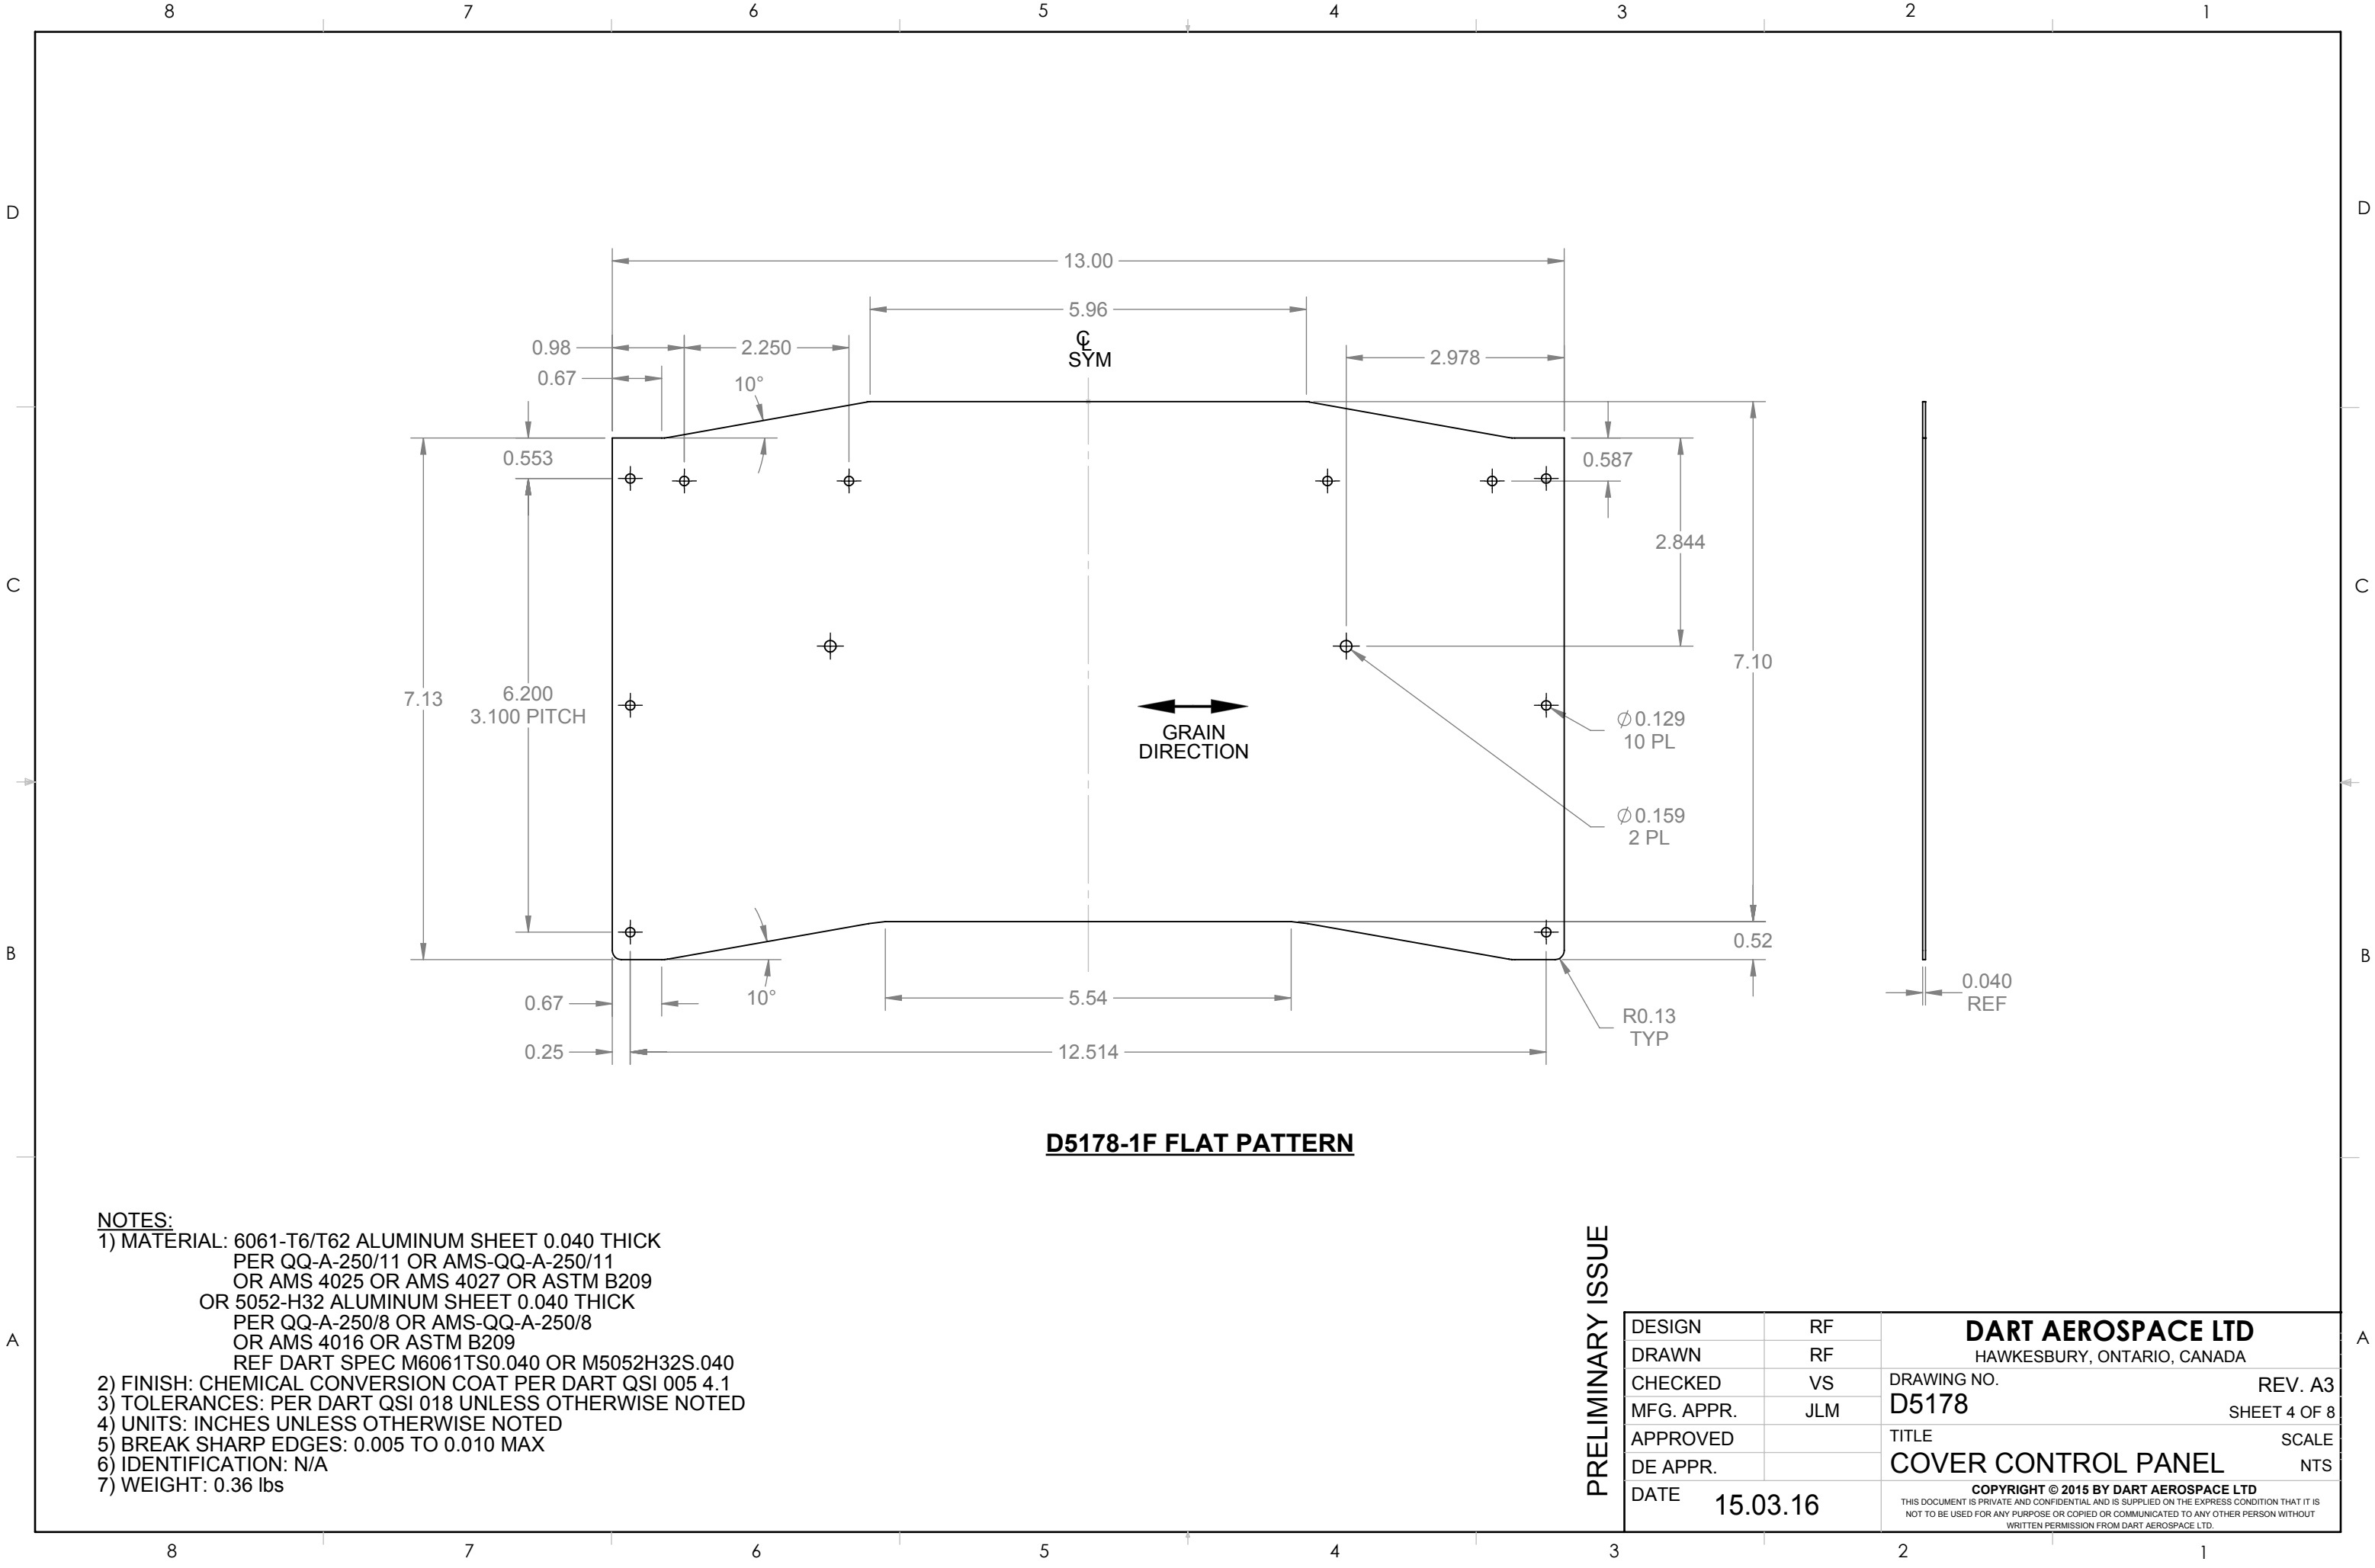 8 7 6 5 4 3 2 1
D
D
13.00
5.96
0.98
2.250
℄
SYM
2.978
0.67
10°
0.553
0.587
2.844
C
C
7.10
7.13
6.200
3.100 PITCH
GRAIN
DIRECTION
Ø0.129
10 PL
Ø0.159
2 PL
B
B
0.52
0.67
10°
5.54
0.040
REF
R0.13
TYP
0.25
12.514
D5178-1F FLAT PATTERN
NOTES:
1) MATERIAL: 6061-T6/T62 ALUMINUM SHEET 0.040 THICK
PER QQ-A-250/11 OR AMS-QQ-A-250/11
OR AMS 4025 OR AMS 4027 OR ASTM B209
OR 5052-H32 ALUMINUM SHEET 0.040 THICK
PER QQ-A-250/8 OR AMS-QQ-A-250/8
OR AMS 4016 OR ASTM B209
REF DART SPEC M6061TS0.040 OR M5052H32S.040
2) FINISH: CHEMICAL CONVERSION COAT PER DART QSI 005 4.1
3) TOLERANCES: PER DART QSI 018 UNLESS OTHERWISE NOTED
4) UNITS: INCHES UNLESS OTHERWISE NOTED
5) BREAK SHARP EDGES: 0.005 TO 0.010 MAX
6) IDENTIFICATION: N/A
7) WEIGHT: 0.36 lbs
A
A
PRELIMINARY ISSUE
DESIGN RF
DRAWN RF
CHECKED VS
MFG. APPR. JLM
APPROVED
DE APPR.
DATE 15.03.16
DART AEROSPACE LTD
HAWKESBURY, ONTARIO, CANADA
DRAWING NO. REV. A3
D5178 SHEET 4 OF 8
TITLE SCALE
COVER CONTROL PANEL NTS
COPYRIGHT © 2015 BY DART AEROSPACE LTD
THIS DOCUMENT IS PRIVATE AND CONFIDENTIAL AND IS SUPPLIED ON THE EXPRESS CONDITION THAT IT IS
NOT TO BE USED FOR ANY PURPOSE OR COPIED OR COMMUNICATED TO ANY OTHER PERSON WITHOUT
WRITTEN PERMISSION FROM DART AEROSPACE LTD.
8 7 6 5 4 3 2 1